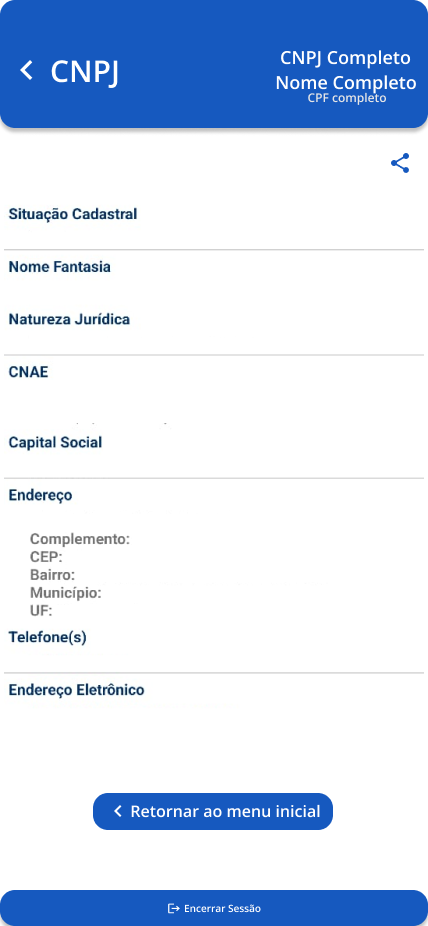 CNPJ
CNPJ Completo
Nome Completo
CPF completo
Situação Cadastral
Nome Fantasia
Natureza Jurídica
CNAE
Capital Social
Endereço
Complemento:
CEP:
Bairro:
Município:
UF:
Telefone(s)
Endereço Eletrônico
Retornar ao menu inicial
Encerrar Sessão